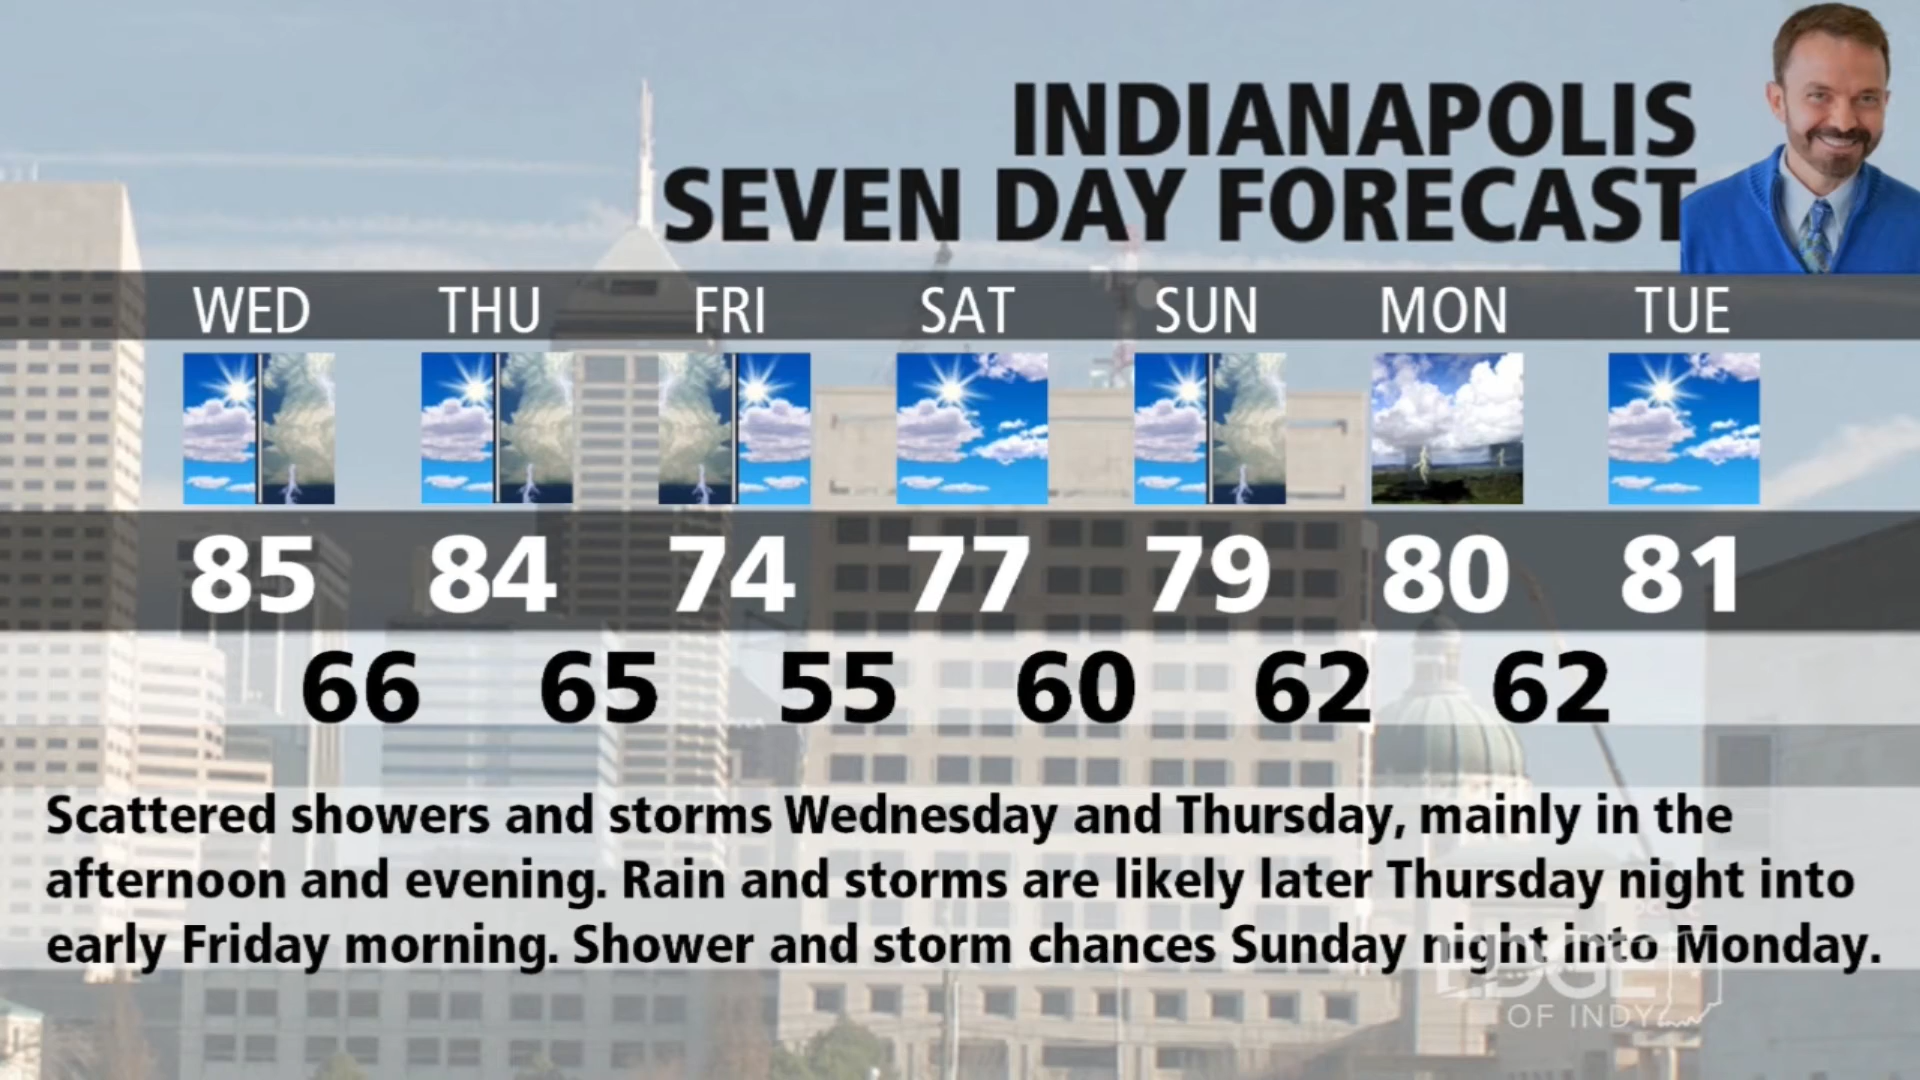 INDIANAPOLIS
SEVEN DAY FORECAST
WED THU FRI SAT SUN MON TUE
85 84 74 77 79 80 81
66 65 55 60 62 62
Scattered showers and storms Wednesday and Thursday, mainly in the
afternoon and evening. Rain and storms are likely later Thursday night into
early Friday morning. Shower and storm chances Sunday night into Monday.
EDGE
OF INDY